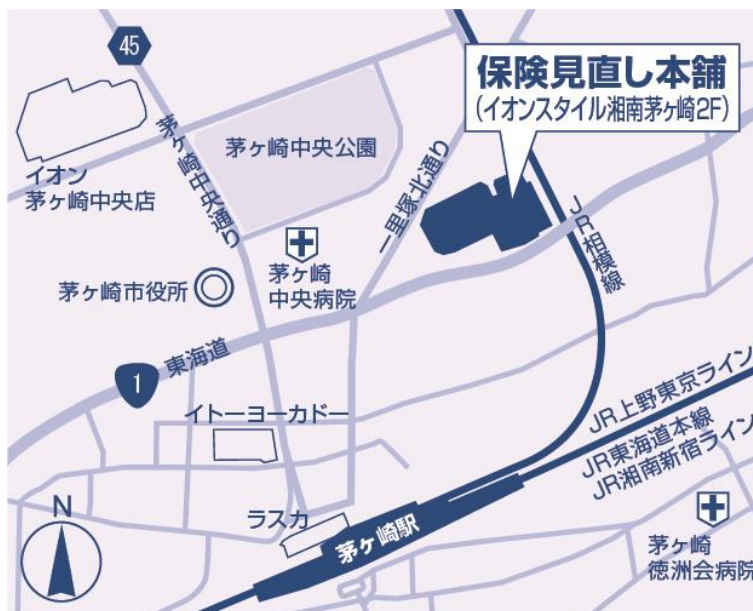 45
保険見直し本舗
(イオンスタイル湘南茅ヶ崎2F)
茅ヶ崎中央公園
茅ヶ崎中央通り
一里塚北通り
イオン
茅ヶ崎中央店
JR相模線
茅ヶ崎
中央病院
茅ヶ崎市役所
1
東海道
イトーヨーカドー
JR上野東京ライン
JR東海道本線
JR湘南新宿ライン
N
ラスカ
茅ヶ崎駅
茅ヶ崎
徳洲会病院